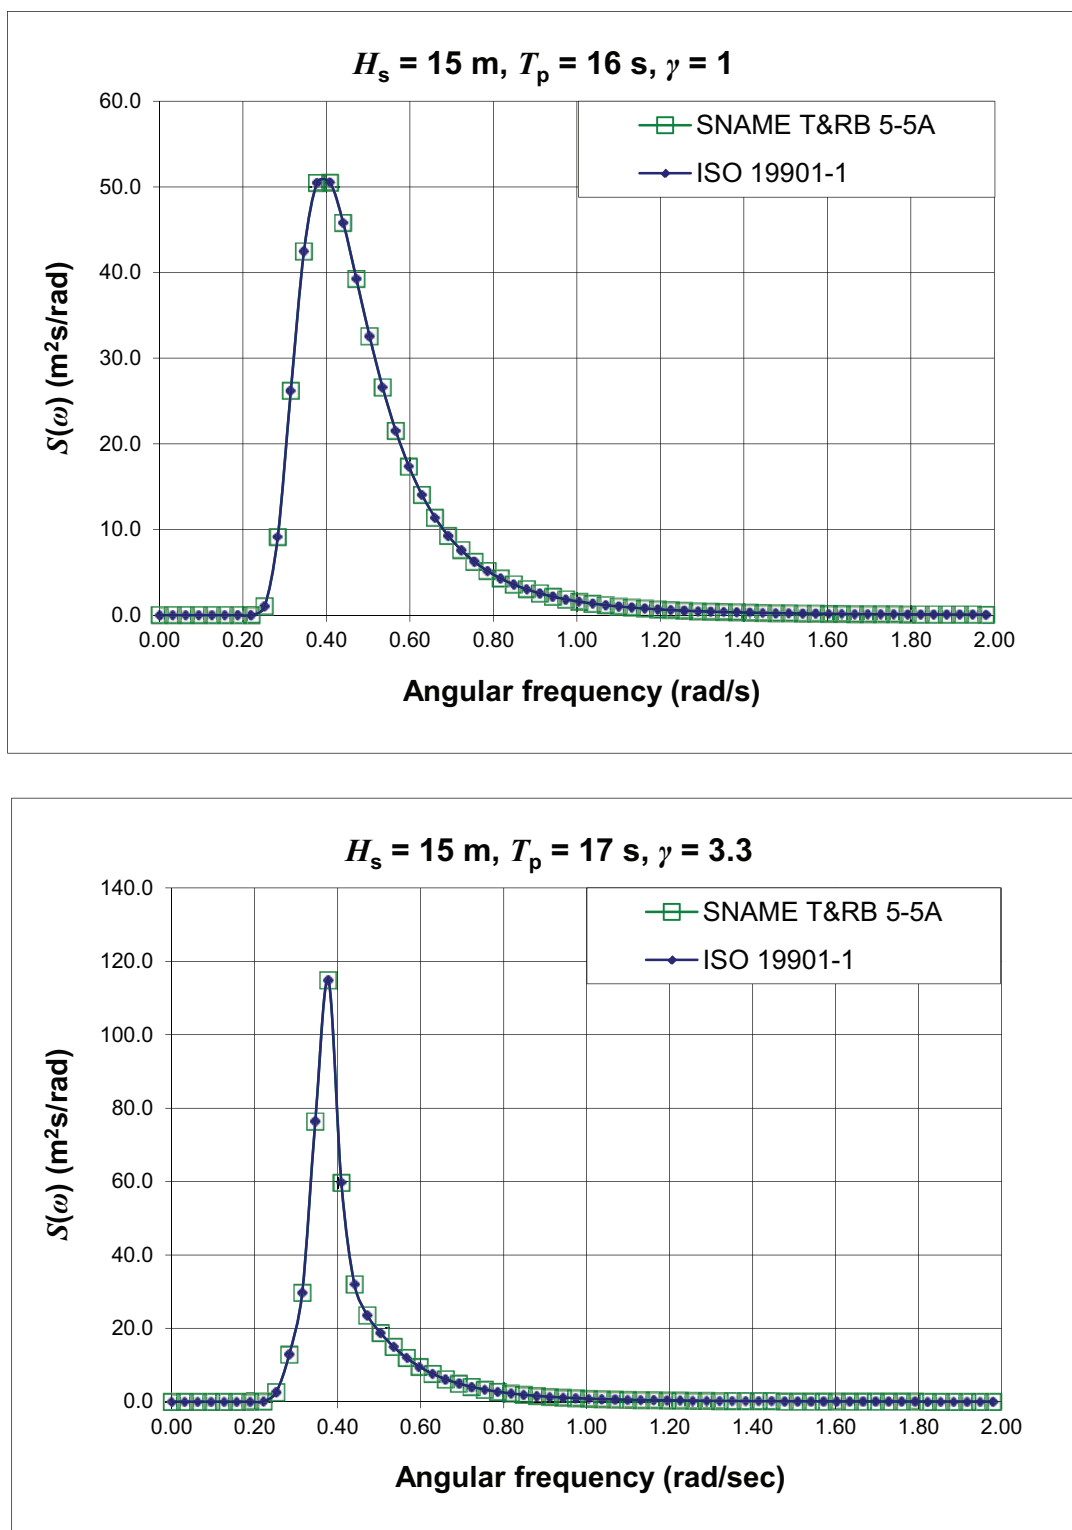 Hs = 15 m, Tp = 16 s, γ = 1
60.0
50.0
40.0
30.0
20.0
10.0
0.0
SNAME T&RB 5-5A
ISO 19901-1
S(ω) (m²s/rad)
0.00 0.20 0.40 0.60 0.80 1.00 1.20 1.40 1.60 1.80 2.00
Angular frequency (rad/s)
Hs = 15 m, Tp = 17 s, γ = 3.3
140.0
120.0
100.0
80.0
60.0
40.0
20.0
0.0
SNAME T&RB 5-5A
ISO 19901-1
S(ω) (m²s/rad)
0.00 0.20 0.40 0.60 0.80 1.00 1.20 1.40 1.60 1.80 2.00
Angular frequency (rad/sec)